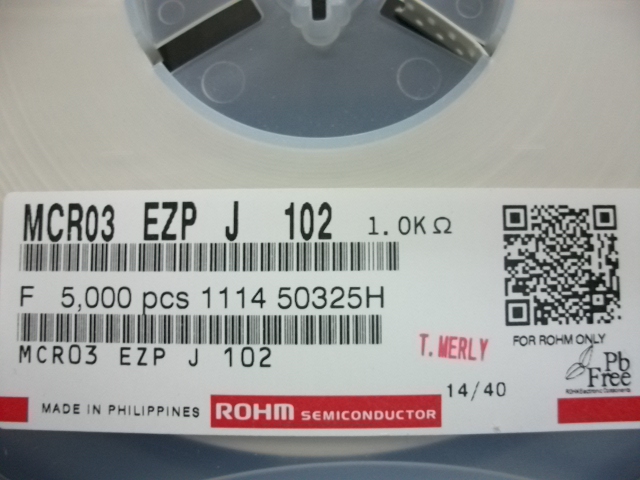 MCR03 EZP J 102 1.0KΩ
F 5,000 pcs 1114 50325H
MCR03 EZP J 102
T. MERLY
FOR ROHM ONLY
Pb
Free
14/40
MADE IN PHILIPPINES ROHM SEMICONDUCTOR